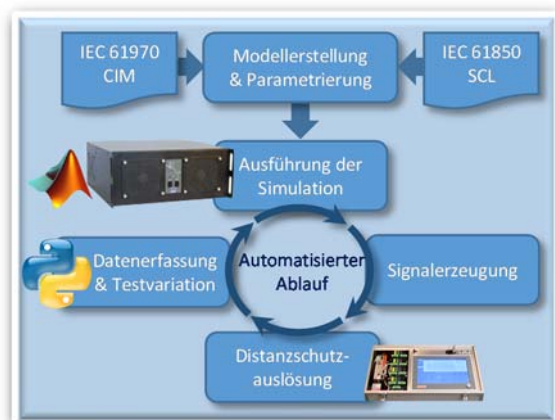 IEC 61970
CIM
Modellerstellung
& Parametrierung
IEC 61850
SCL
Ausführung der
Simulation
Datenerfassung
& Testvariation
Automatisierter
Ablauf
Signalerzeugung
Distanzschutz-
auslösung